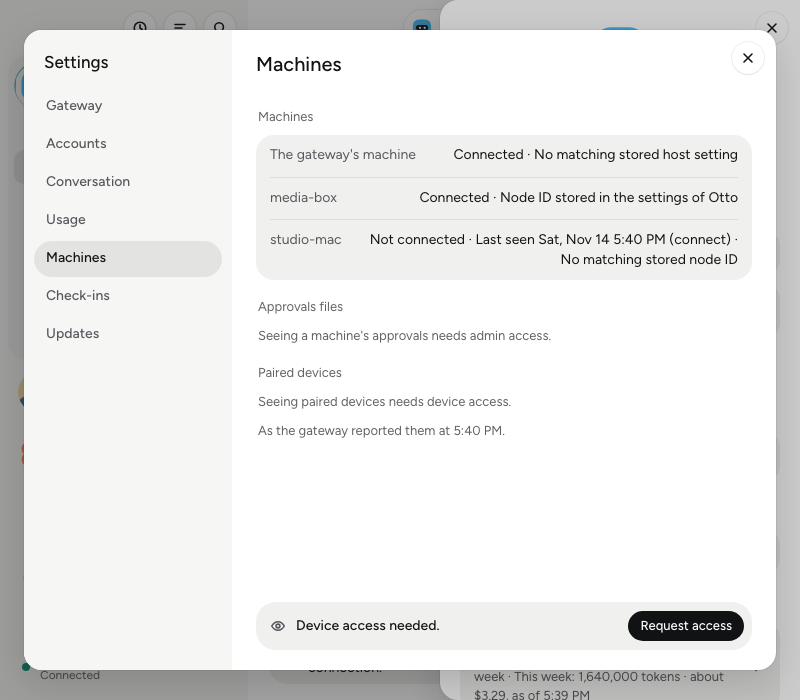 Settings
Gateway
Accounts
Conversation
Usage
Machines
Check-ins
Updates
Machines
Machines
The gateway's machine Connected · No matching stored host setting
media-box Connected · Node ID stored in the settings of Otto
studio-mac Not connected · Last seen Sat, Nov 14 5:40 PM (connect) ·
No matching stored node ID
Approvals files
Seeing a machine's approvals needs admin access.
Paired devices
Seeing paired devices needs device access.
As the gateway reported them at 5:40 PM.
Device access needed. Request access
Connected
connection.
week · This week: 1,640,000 tokens · about
$3.29, as of 5:39 PM